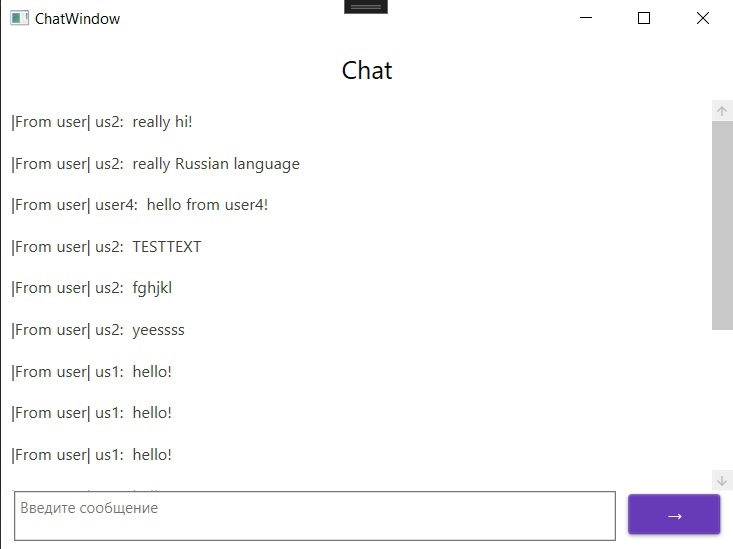 ChatWindow
Chat
|From user| us2:  really hi!
|From user| us2:  really Russian language
|From user| user4:  hello from user4!
|From user| us2:  TESTTEXT
|From user| us2:  fghjkl
|From user| us2:  yeessss
|From user| us1:  hello!
|From user| us1:  hello!
|From user| us1:  hello!
Введите сообщение
→